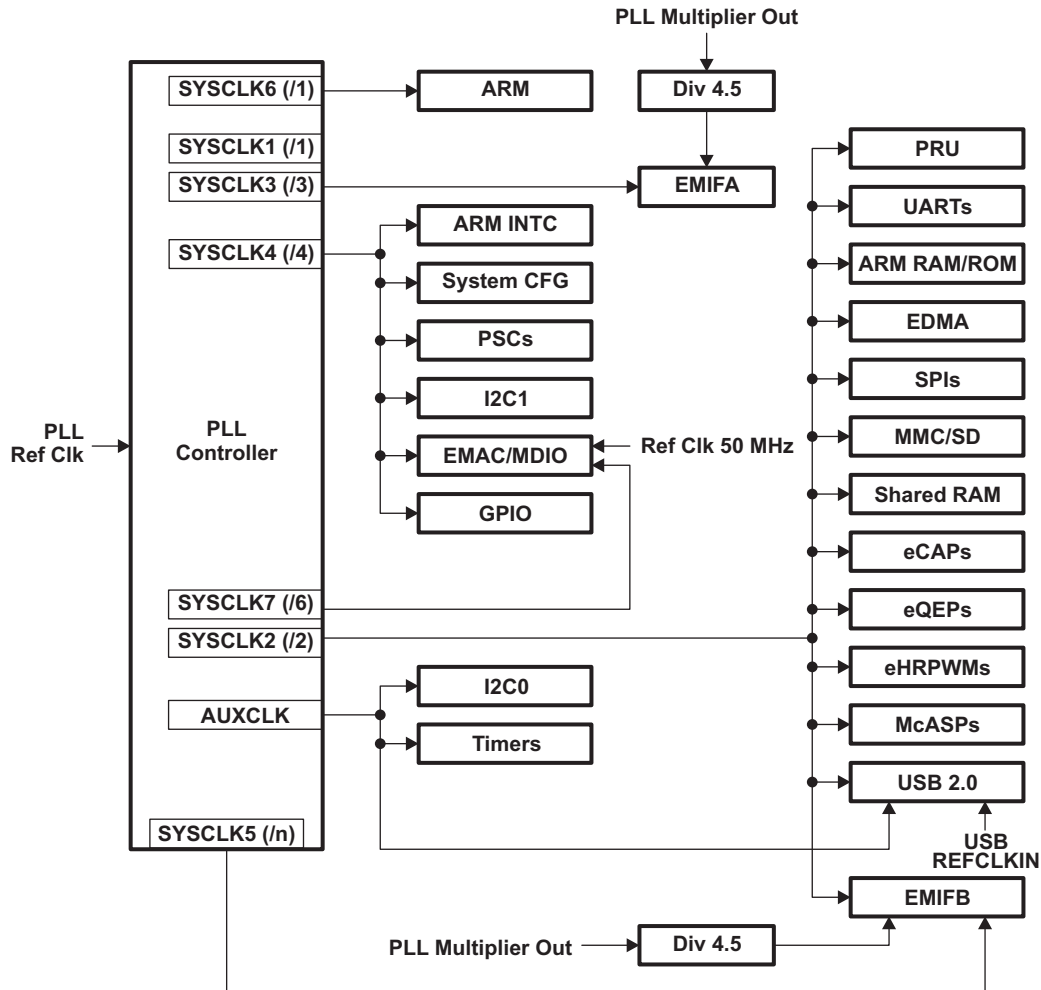 PLL Multiplier Out
SYSCLK6 (/1)
ARM
Div 4.5
SYSCLK1 (/1)
PRU
SYSCLK3 (/3)
EMIFA
UARTs
ARM INTC
SYSCLK4 (/4)
ARM RAM/ROM
System CFG
EDMA
PSCs
SPIs
I2C1
PLL
Ref Clk
PLL
Controller
MMC/SD
EMAC/MDIO
Ref Clk 50 MHz
Shared RAM
GPIO
eCAPs
SYSCLK7 (/6)
eQEPs
SYSCLK2 (/2)
eHRPWMs
I2C0
AUXCLK
McASPs
Timers
USB 2.0
SYSCLK5 (/n)
USB
REFCLKIN
EMIFB
PLL Multiplier Out
Div 4.5